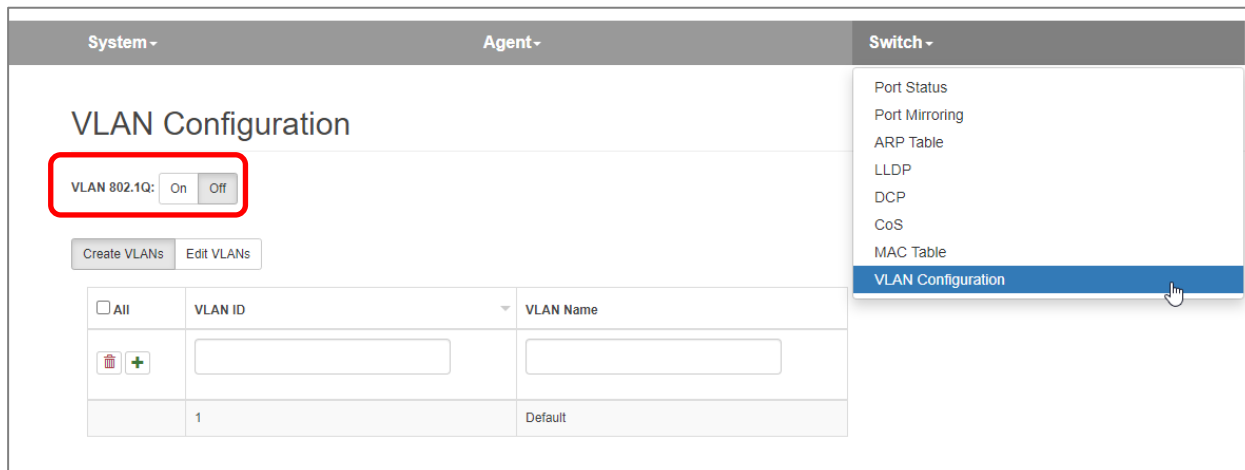 System
Agent
Switch
Port Status
Port Mirroring
ARP Table
LLDP
DCP
CoS
MAC Table
VLAN Configuration
VLAN Configuration
VLAN 802.1Q: On Off
Create VLANs Edit VLANs
All VLAN ID VLAN Name
1 Default